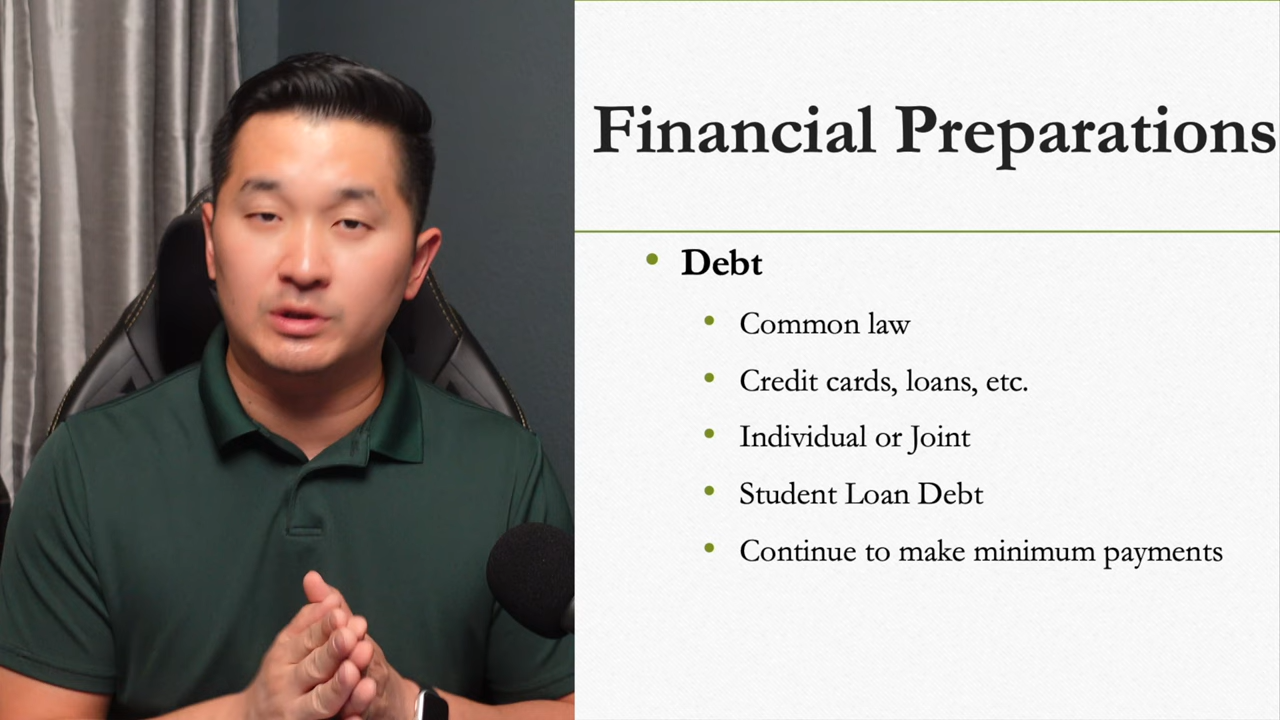 Financial Preparations
Debt
Common law
Credit cards, loans, etc.
Individual or Joint
Student Loan Debt
Continue to make minimum payments